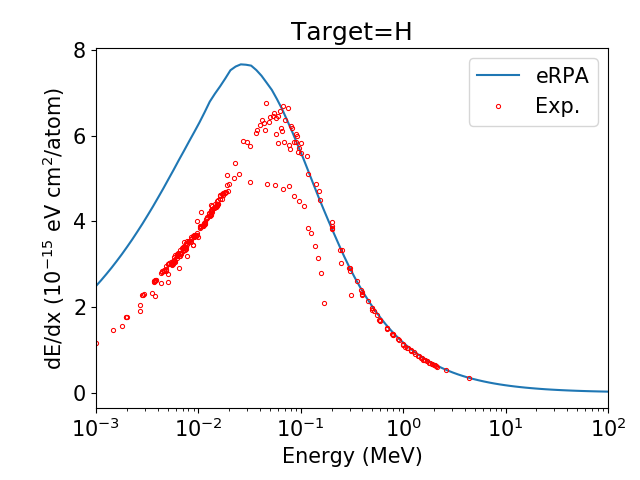 Target=H
dE/dx (10⁻¹⁵ eV cm²/atom)
8
6
4
2
0
eRPA
Exp.
10⁻³ 10⁻² 10⁻¹ 10⁰ 10¹ 10²
Energy (MeV)